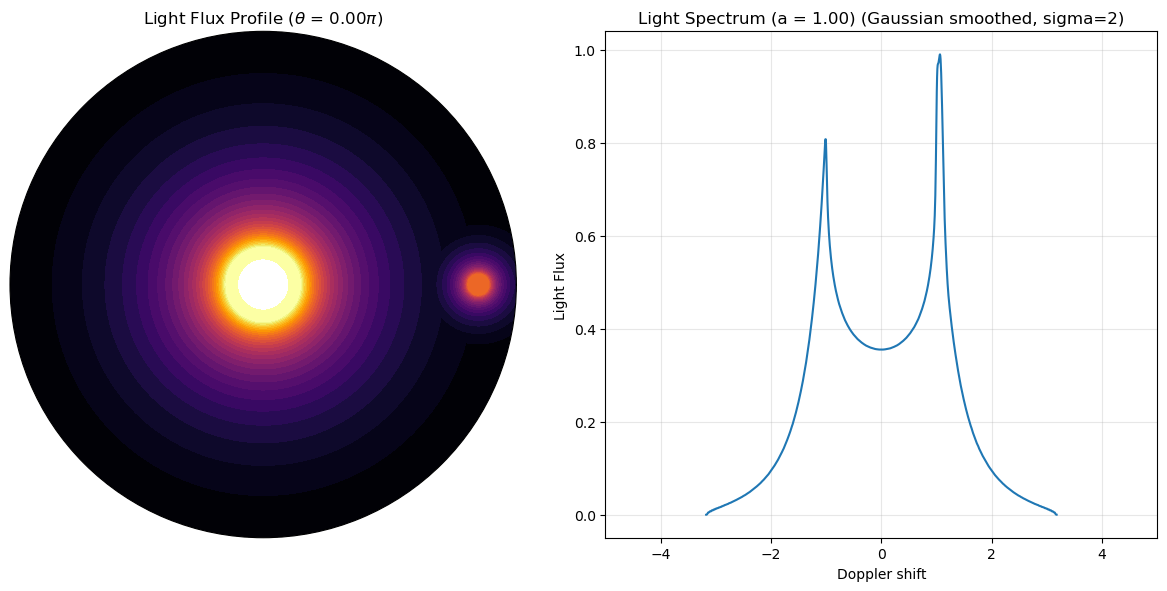 Light Flux Profile (θ = 0.00π)
Light Spectrum (a = 1.00) (Gaussian smoothed, sigma=2)
1.0
0.8
0.6
0.4
0.2
0.0
Light Flux
−4 −2 0 2 4
Doppler shift